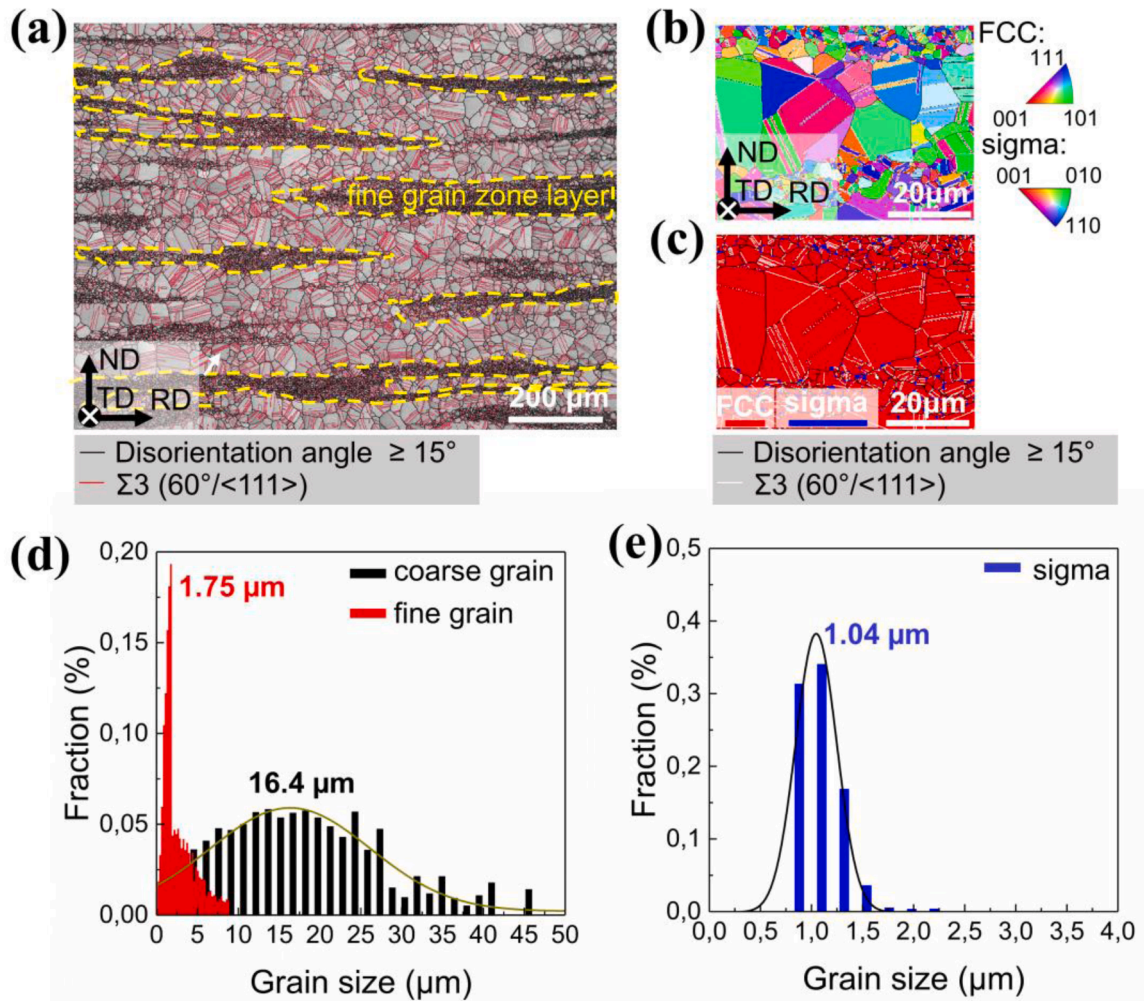 (a)
fine grain zone layer
ND
TD RD
200 μm
— Disorientation angle ≥ 15°
— Σ3 (60°/<111>)
(b)
ND
TD RD
20μm
FCC:
111
001 101
sigma:
001 010
110
(c)
FCC sigma 20μm
— Disorientation angle ≥ 15°
— Σ3 (60°/<111>)
(d)
0,20
0,15
0,10
0,05
0,00
Fraction (%)
1.75 μm
coarse grain
fine grain
16.4 μm
0 5 10 15 20 25 30 35 40 45 50
Grain size (μm)
(e)
0,5
0,4
0,3
0,2
0,1
0,0
Fraction (%)
sigma
1.04 μm
0,0 0,5 1,0 1,5 2,0 2,5 3,0 3,5 4,0
Grain size (μm)